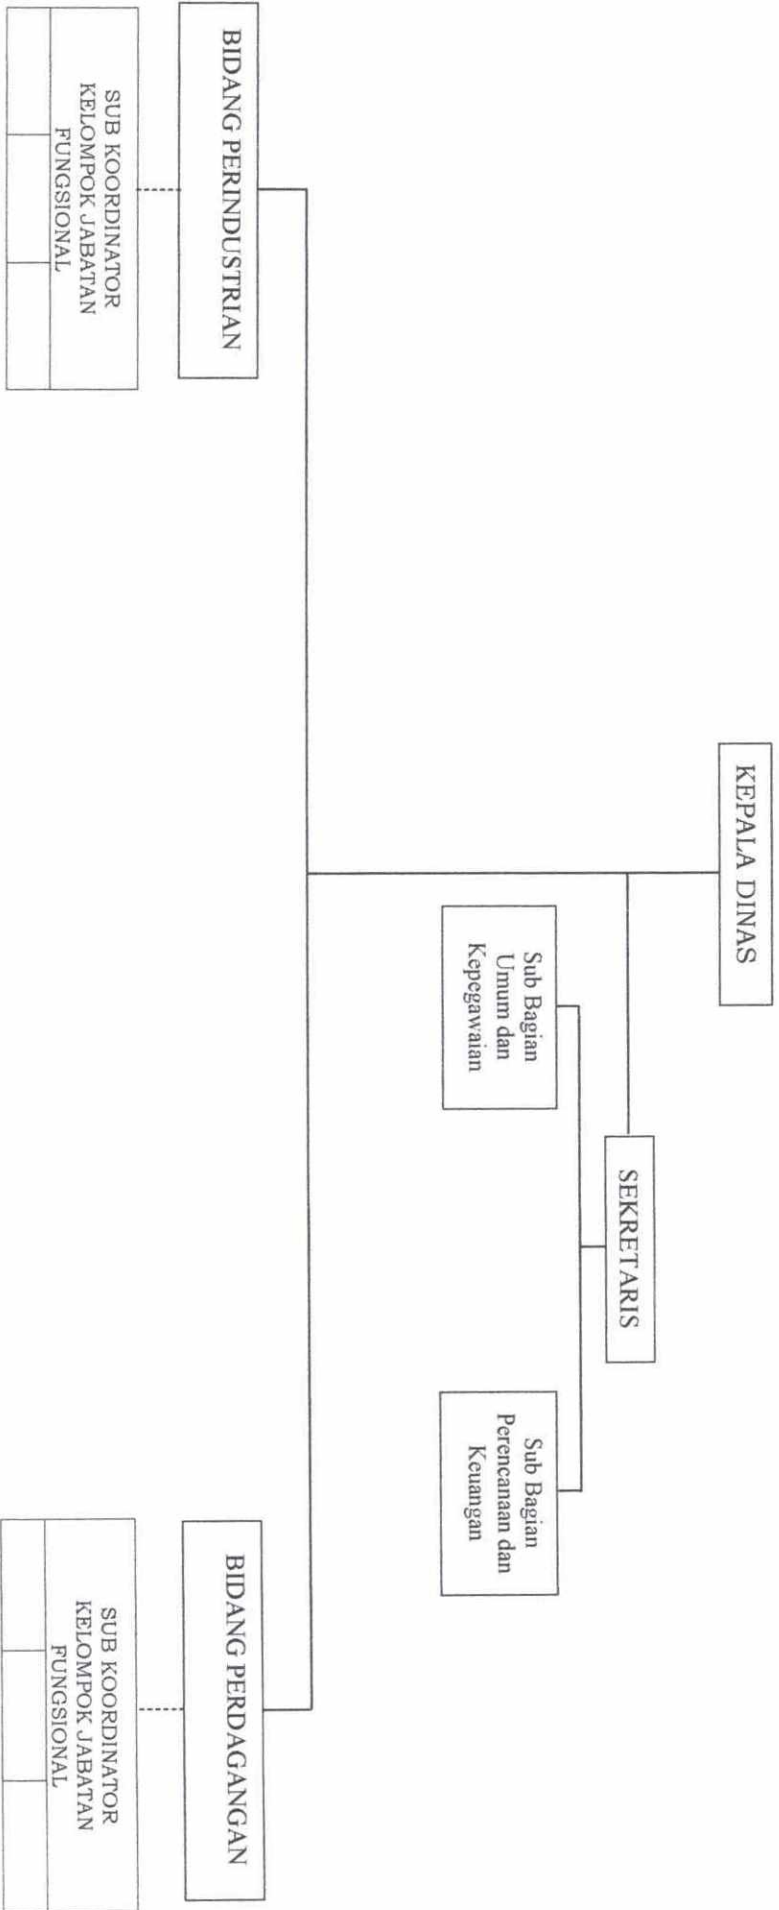 KEPALA DINAS
SEKRETARIS
Sub Bagian
Umum dan
Kepegawaian
Sub Bagian
Perencanaan dan
Keuangan
BIDANG PERINDUSTRIAN
SUB KOORDINATOR
KELOMPOK JABATAN
FUNGSIONAL
BIDANG PERDAGANGAN
SUB KOORDINATOR
KELOMPOK JABATAN
FUNGSIONAL